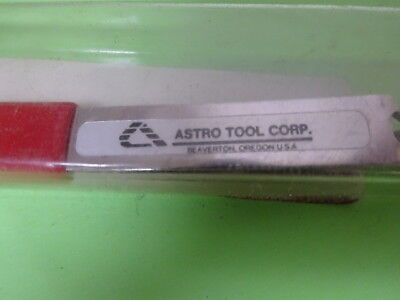 ASTRO TOOL CORP.
BEAVERTON, OREGON U.S.A